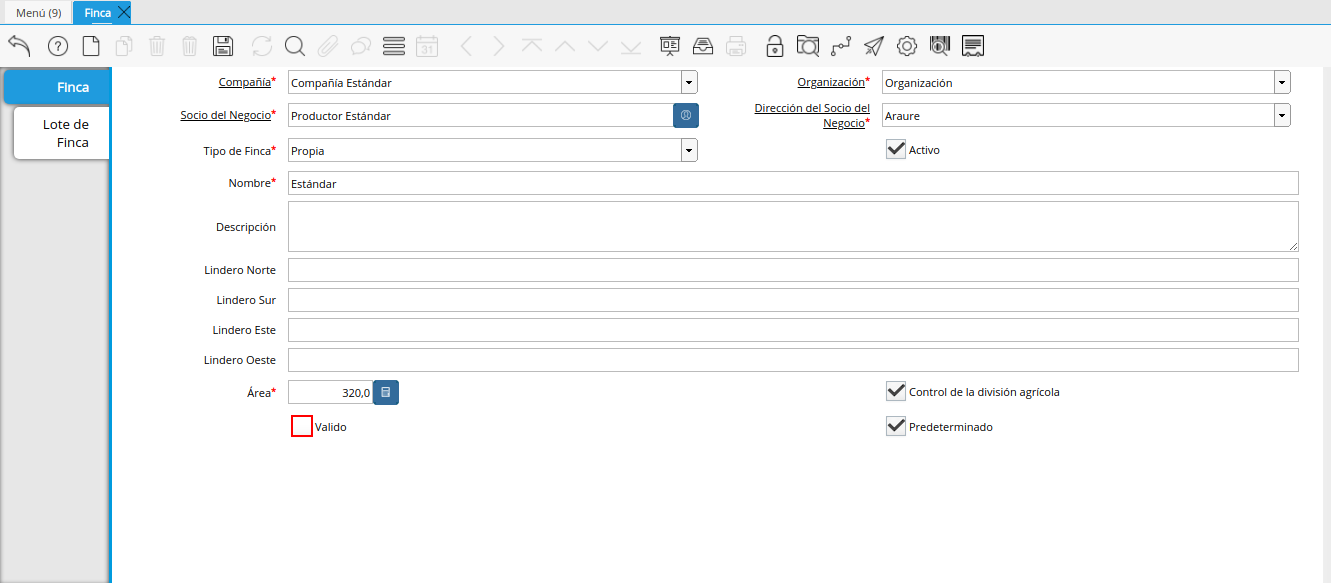 Menú (9)
Finca
Finca
Lote de
Finca
Compañía*
Compañía Estándar
Organización*
Organización
Socio del Negocio*
Productor Estándar
Dirección del Socio del
Negocio*
Araure
Tipo de Finca*
Propia
Activo
Nombre*
Estándar
Descripción
Lindero Norte
Lindero Sur
Lindero Este
Lindero Oeste
Área*
320,0
Control de la división agrícola
Valido
Predeterminado
31